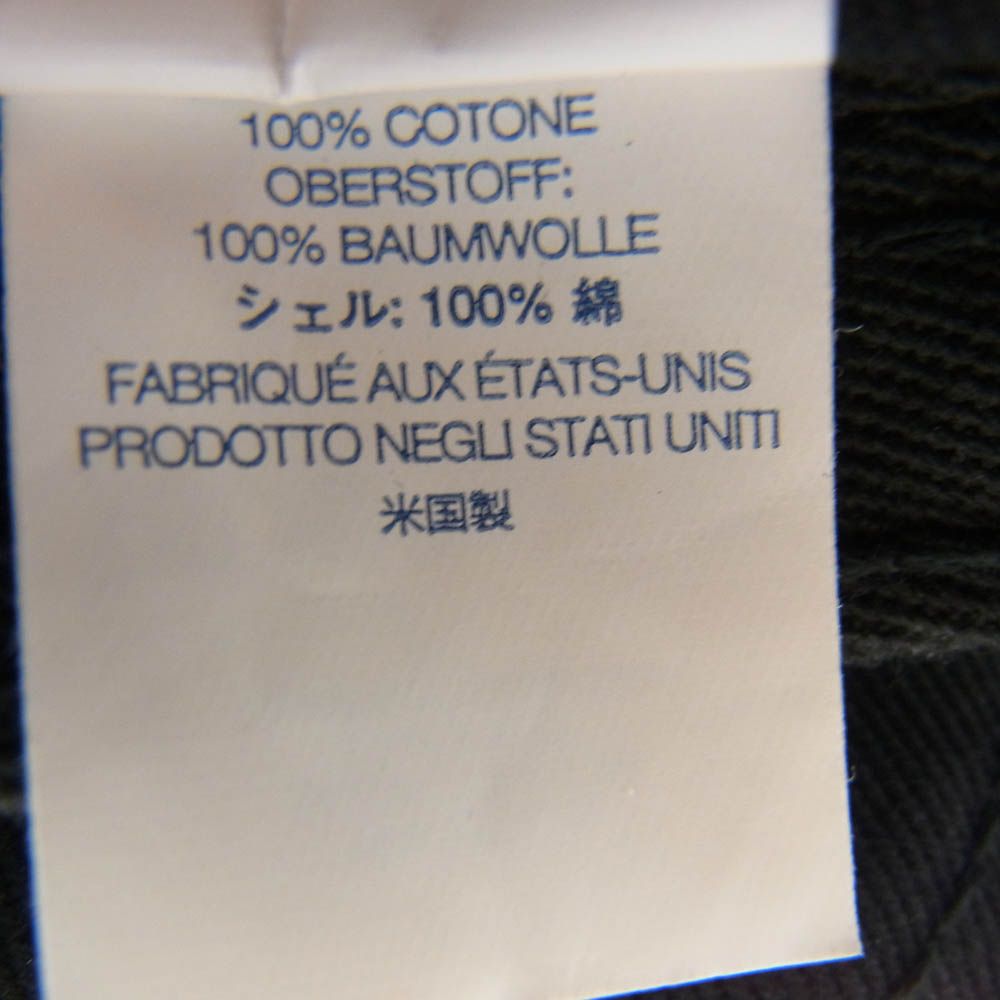 100% COTONE
OBERSTOFF:
100% BAUMWOLLE
シェル: 100% 綿
FABRIQUÉ AUX ÉTATS-UNIS
PRODOTTO NEGLI STATI UNITI
米国製